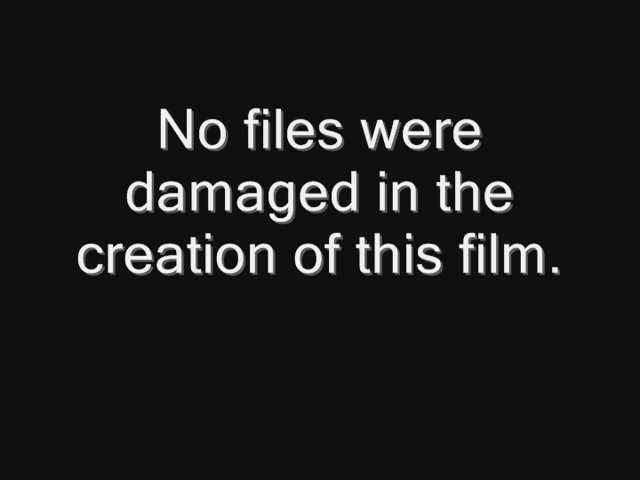 No files were
damaged in the
creation of this film.